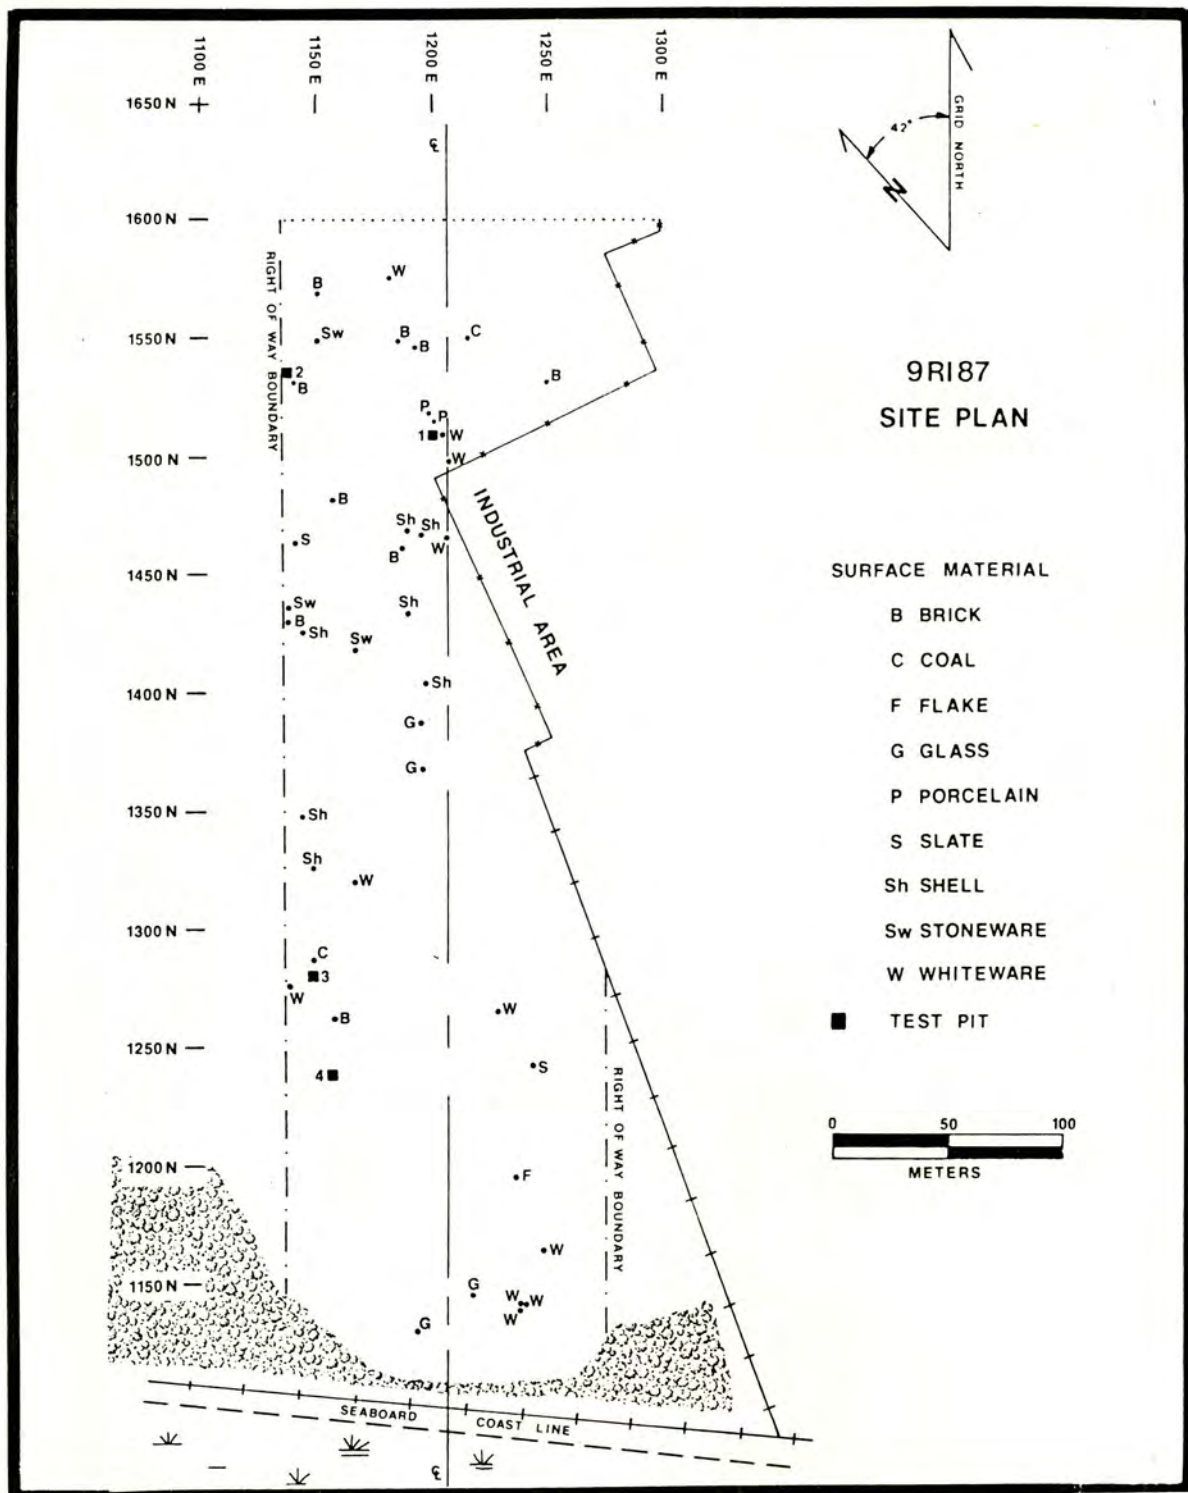 1100 E
1150 E
1200 E
1250 E
1300 E
1650 N
℄
GRID NORTH
42°
N
1600 N
RIGHT OF WAY BOUNDARY
W
B
1550 N
Sw
B
B
C
2
B
B
9RI87
SITE PLAN
P
P
1
W
W
1500 N
B
INDUSTRIAL AREA
Sh
Sh
S
B
W
1450 N
SURFACE MATERIAL
Sw
B
Sh
Sh
Sw
B BRICK
C COAL
1400 N
Sh
F FLAKE
G
G GLASS
G
P PORCELAIN
1350 N
Sh
S SLATE
Sh
W
Sh SHELL
1300 N
Sw STONEWARE
C
3
W
W WHITEWARE
W
B
TEST PIT
1250 N
4
S
RIGHT OF WAY BOUNDARY
0 50 100
METERS
1200 N
F
W
1150 N
G
W
W
W
G
SEABOARD COAST LINE
℄